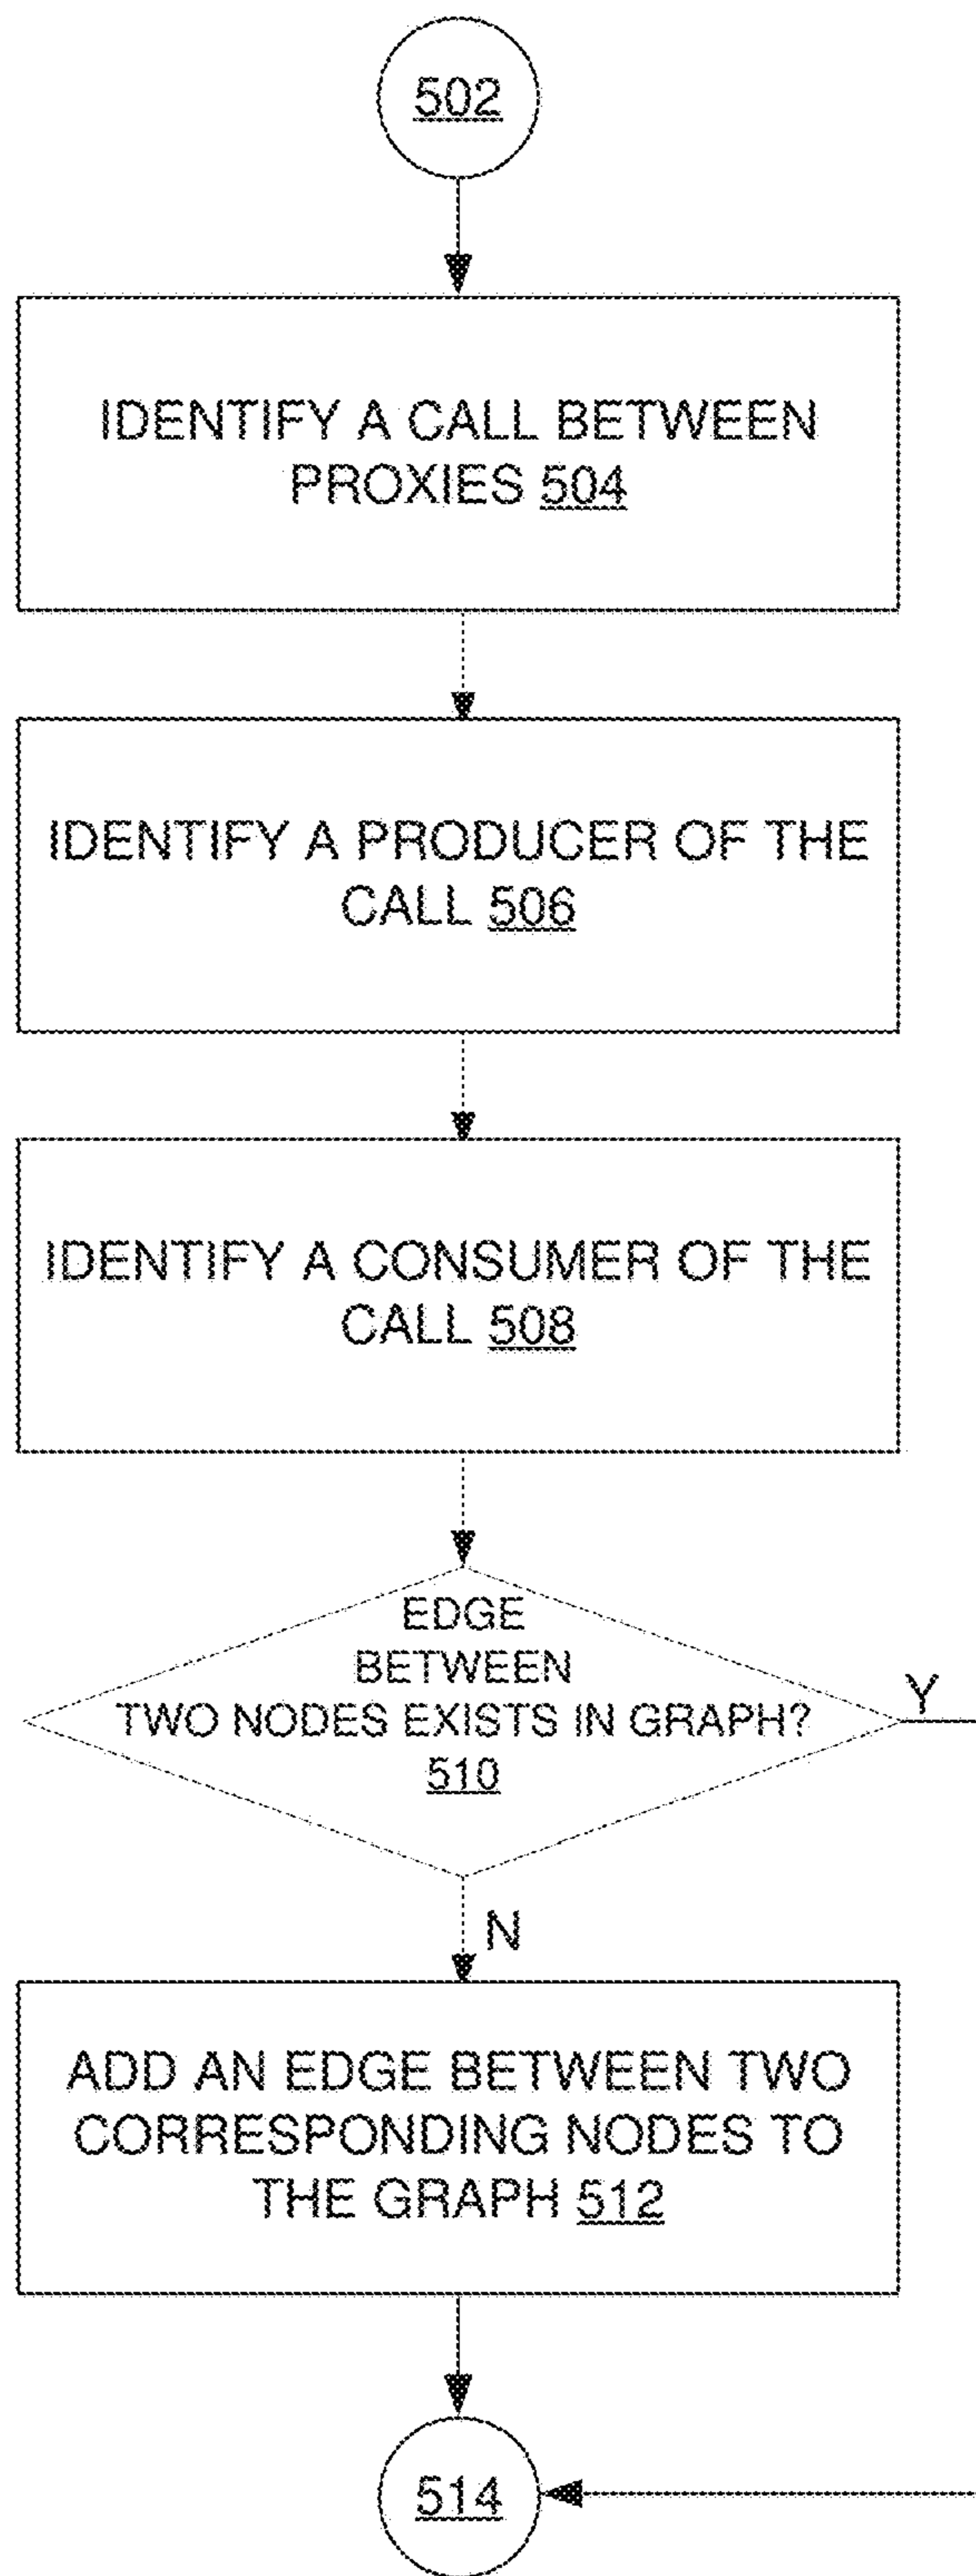 502
IDENTIFY A CALL BETWEEN
PROXIES 504
IDENTIFY A PRODUCER OF THE
CALL 506
IDENTIFY A CONSUMER OF THE
CALL 508
EDGE
BETWEEN
TWO NODES EXISTS IN GRAPH?
510
Y
N
ADD AN EDGE BETWEEN TWO
CORRESPONDING NODES TO
THE GRAPH 512
514